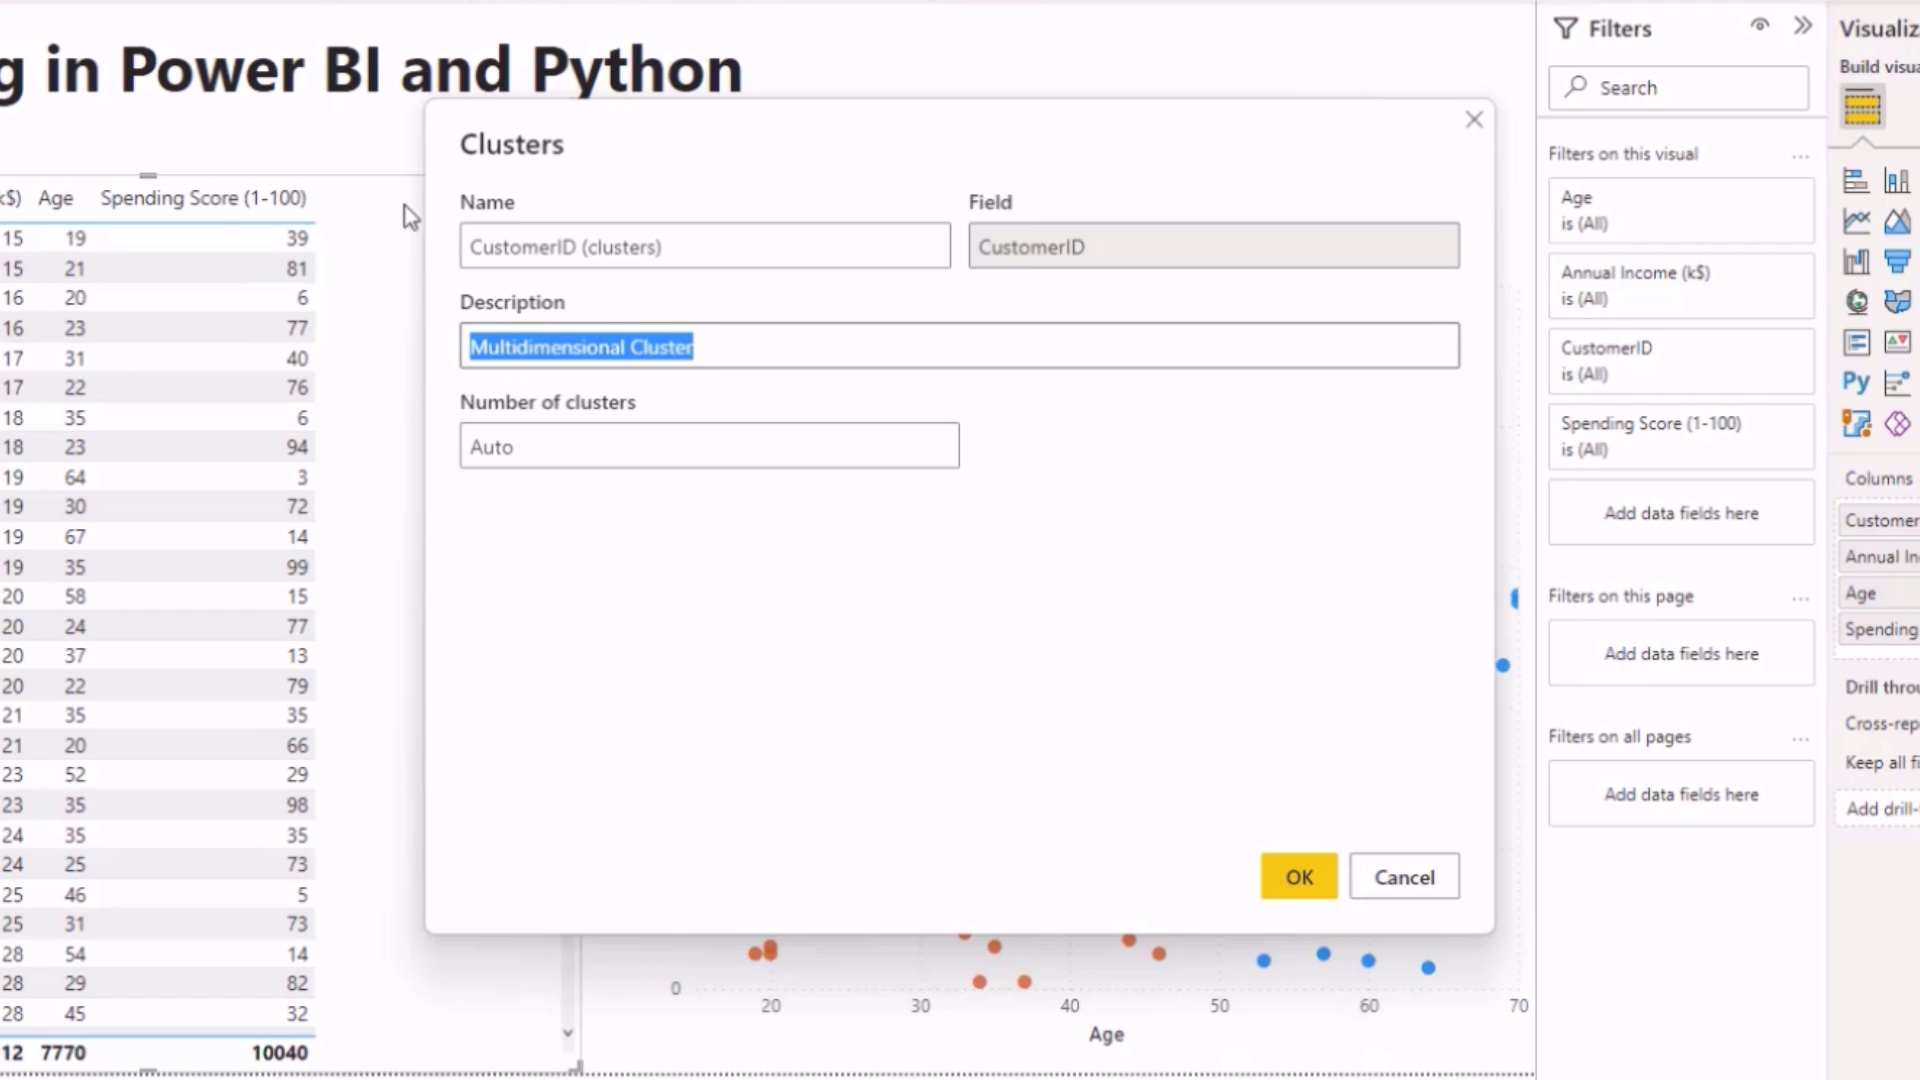 g in Power BI and Python
k$) Age Spending Score (1-100)
15 19 39
15 21 81
16 20 6
16 23 77
17 31 40
17 22 76
18 35 6
18 23 94
19 64 3
19 30 72
19 67 14
19 35 99
20 58 15
20 24 77
20 37 13
20 22 79
21 35 35
21 20 66
23 52 29
23 35 98
24 35 35
24 25 73
25 46 5
25 31 73
28 54 14
28 29 82
28 45 32
12 7770 10040
Clusters
Name
CustomerID (clusters)
Field
CustomerID
Description
Multidimensional Cluster
Number of clusters
Auto
OK
Cancel
0
20 30 40 50 60 70
Age
Filters
Search
Filters on this visual
Age
is (All)
Annual Income (k$)
is (All)
CustomerID
is (All)
Spending Score (1-100)
is (All)
Add data fields here
Filters on this page
Add data fields here
Filters on all pages
Add data fields here
Visualiz
Build visua
Py
Columns
Customer
Annual In
Age
Spending
Drill throu
Cross-rep
Keep all fi
Add drill-